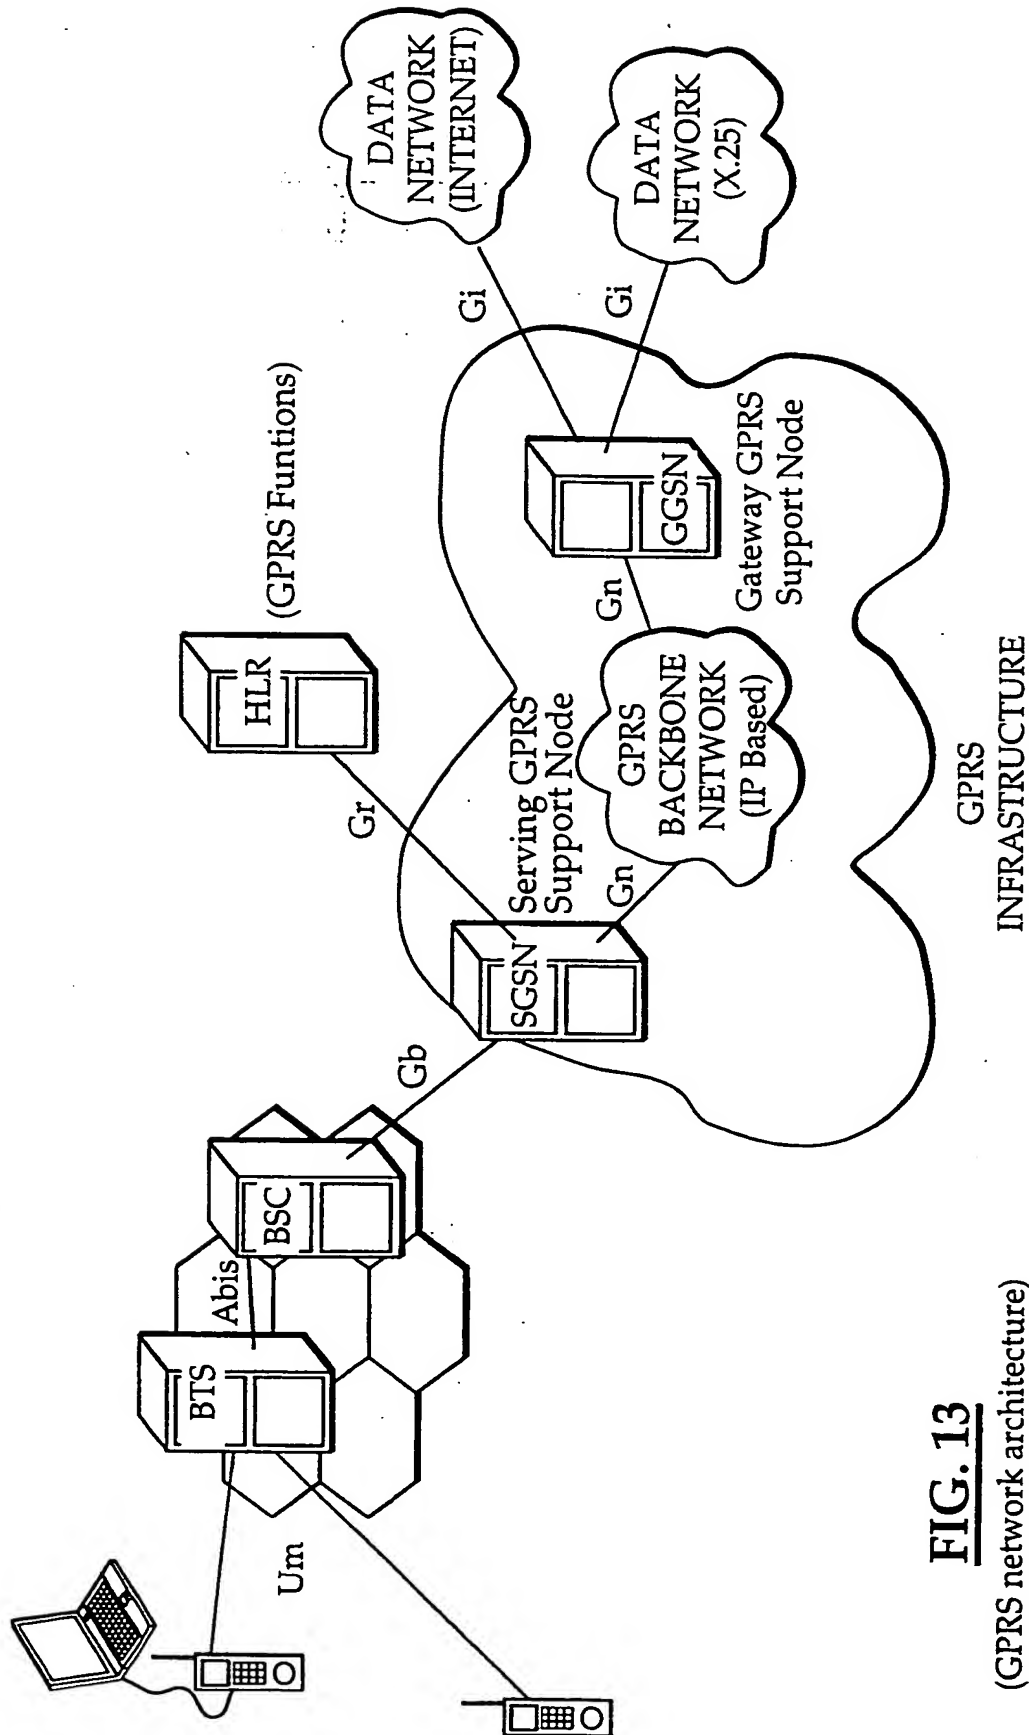 DATA
NETWORK
(INTERNET)
DATA
NETWORK
(X.25)
Gi
Gi
(GPRS Funtions)
HLR
Gr
GGSN
Gateway GPRS
Support Node
Gn
GPRS
BACKBONE
NETWORK
(IP Based)
Gn
Serving GPRS
Support Node
SGSN
Gb
BSC
Abis
BTS
Um
GPRS
INFRASTRUCTURE
FIG. 13
(GPRS network architecture)